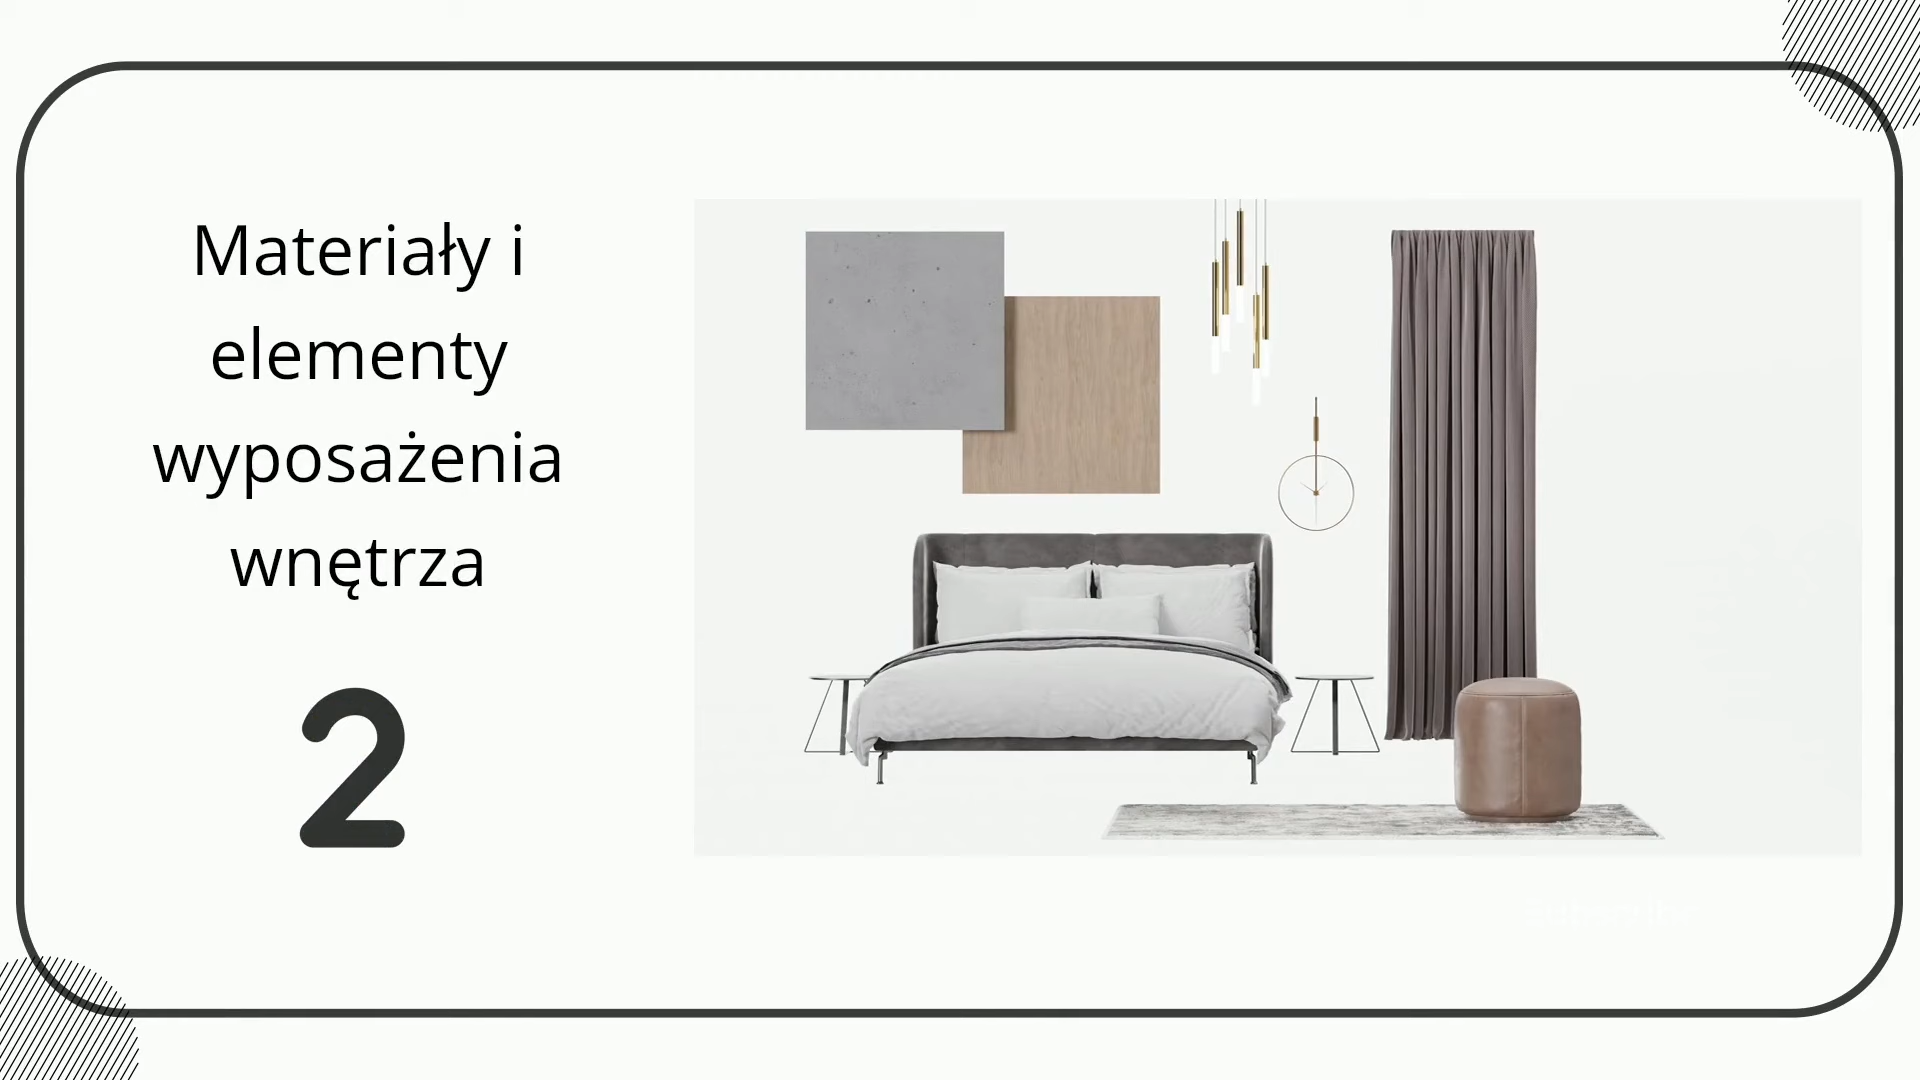 Materiały i
elementy
wyposażenia
wnętrza
2